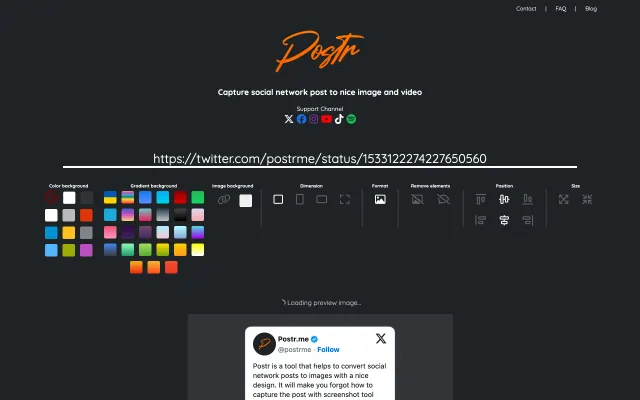 Contact | FAQ | Blog
Postr
Capture social network post to nice image and video
Support Channel
https://twitter.com/postrme/status/1533122274227650560
Color background Gradient background Image background Dimension Format Remove elements Position Size
Loading preview image...
Postr.me
@postrme · Follow
Postr is a tool that helps to convert social
network posts to images with a nice
design. It will make you forgot how to
capture the post with screenshot tool